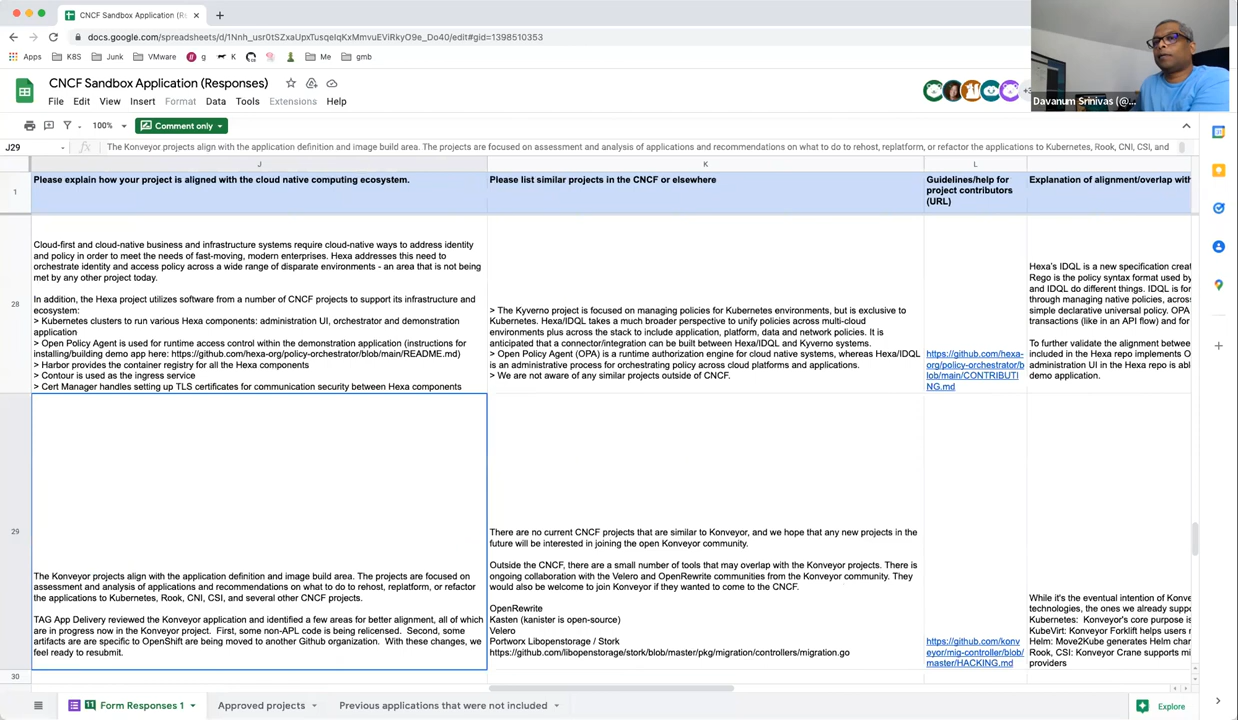 CNCF Sandbox Application (Re
docs.google.com/spreadsheets/d/1Nnh_usr0tSZxaUpxTusqeIqKxMmvuEViRkyO9e_Do40/edit#gid=1398510353
Apps K8S Junk VMware g K Me gmb
CNCF Sandbox Application (Responses)
File Edit View Insert Format Data Tools Extensions Help
Davanum Srinivas (@...
100% Comment only
J29 fx The Konveyor projects align with the application definition and image build area. The projects are focused on assessment and analysis of applications and recommendations on what to do to rehost, replatform, or refactor the applications to Kubernetes, Rook, CNI, CSI, and
J K L
1
Please explain how your project is aligned with the cloud native computing ecosystem.
Please list similar projects in the CNCF or elsewhere
Guidelines/help for
project contributors
(URL)
Explanation of alignment/overlap with
28
Cloud-first and cloud-native business and infrastructure systems require cloud-native ways to address identity
and policy in order to meet the needs of fast-moving, modern enterprises. Hexa addresses this need to
orchestrate identity and access policy across a wide range of disparate environments - an area that is not being
met by any other project today.
In addition, the Hexa project utilizes software from a number of CNCF projects to support its infrastructure and
ecosystem:
> Kubernetes clusters to run various Hexa components: administration UI, orchestrator and demonstration
application
> Open Policy Agent is used for runtime access control within the demonstration application (instructions for
installing/building demo app here: https://github.com/hexa-org/policy-orchestrator/blob/main/README.md)
> Harbor provides the container registry for all the Hexa components
> Contour is used as the ingress service
> Cert Manager handles setting up TLS certificates for communication security between Hexa components
> The Kyverno project is focused on managing policies for Kubernetes environments, but is exclusive to
Kubernetes. Hexa/IDQL takes a much broader perspective to unify policies across multi-cloud
environments plus across the stack to include application, platform, data and network policies. It is
anticipated that a connector/integration can be built between Hexa/IDQL and Kyverno systems.
> Open Policy Agent (OPA) is a runtime authorization engine for cloud native systems, whereas Hexa/IDQL
is an administrative process for orchestrating policy across cloud platforms and applications.
> We are not aware of any similar projects outside of CNCF.
https://github.com/hexa-
org/policy-orchestrator/b
lob/main/CONTRIBUTI
NG.md
Hexa's IDQL is a new specification creat
Rego is the policy syntax format used by
and IDQL do different things. IDQL is for
through managing native policies, across
simple declarative universal policy. OPA
transactions (like in an API flow) and for
To further validate the alignment between
included in the Hexa repo implements O
administration UI in the Hexa repo is abl
demo application.
29
The Konveyor projects align with the application definition and image build area. The projects are focused on
assessment and analysis of applications and recommendations on what to do to rehost, replatform, or refactor
the applications to Kubernetes, Rook, CNI, CSI, and several other CNCF projects.
TAG App Delivery reviewed the Konveyor application and identified a few areas for better alignment, all of which
are in progress now in the Konveyor project. First, some non-APL code is being relicensed. Second, some
artifacts are are specific to OpenShift are being moved to another Github organization. With these changes, we
feel ready to resubmit.
There are no current CNCF projects that are similar to Konveyor, and we hope that any new projects in the
future will be interested in joining the open Konveyor community.
Outside the CNCF, there are a small number of tools that may overlap with the Konveyor projects. There is
ongoing collaboration with the Velero and OpenRewrite communities from the Konveyor community. They
would also be welcome to join Konveyor if they wanted to come to the CNCF.
OpenRewrite
Kasten (kanister is open-source)
Velero
Portworx Libopenstorage / Stork
https://github.com/libopenstorage/stork/blob/master/pkg/migration/controllers/migration.go
https://github.com/konv
eyor/mig-controller/blob/
master/HACKING.md
While it's the eventual intention of Konve
technologies, the ones we already suppo
Kubernetes: Konveyor's core purpose is
KubeVirt: Konveyor Forklift helps users r
Helm: Move2Kube generates Helm char
Rook, CSI: Konveyor Crane supports mi
providers
30
11 Form Responses 1 Approved projects Previous applications that were not included Explore